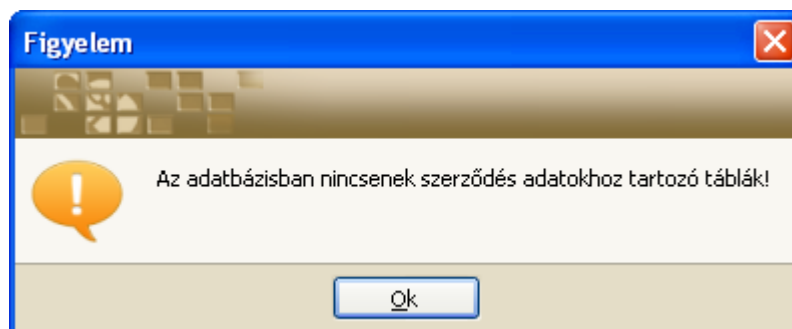 Figyelem
Az adatbázisban nincsenek szerződés adatokhoz tartozó táblák!
Ok